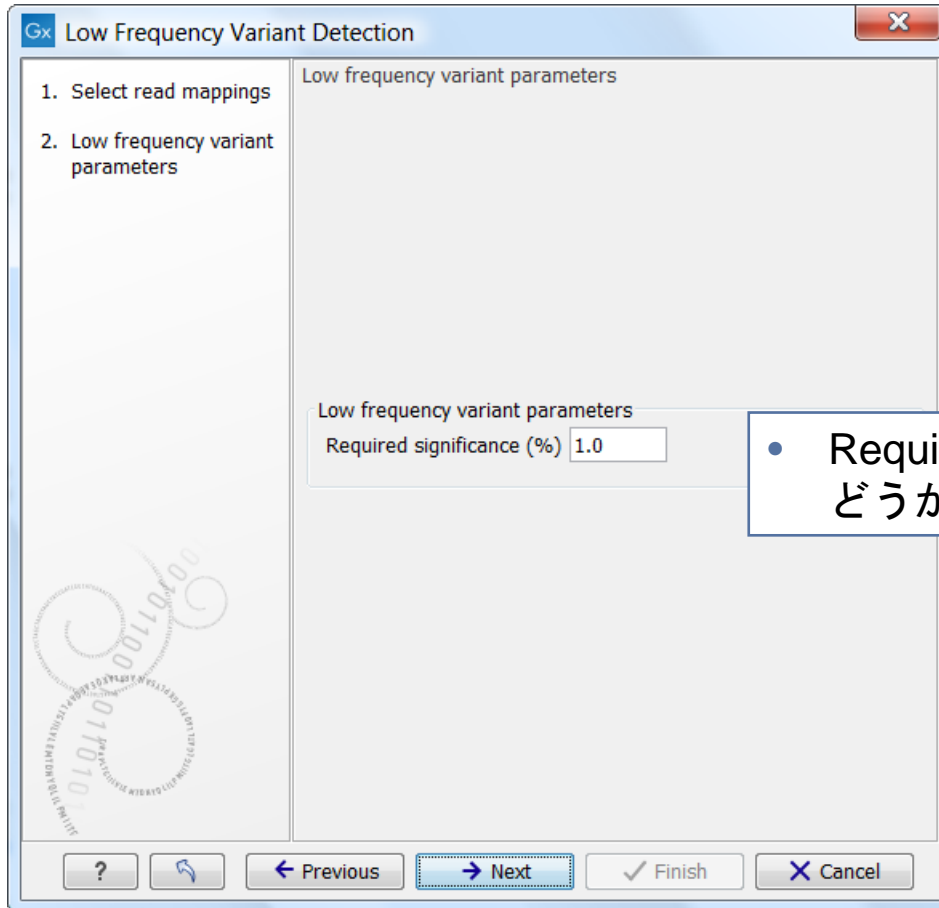 Gx Low Frequency Variant Detection
1. Select read mappings
2. Low frequency variant
parameters
Low frequency variant parameters
Low frequency variant parameters
Required significance (%) 1.0
• Requi
どうか
? Previous Next Finish Cancel